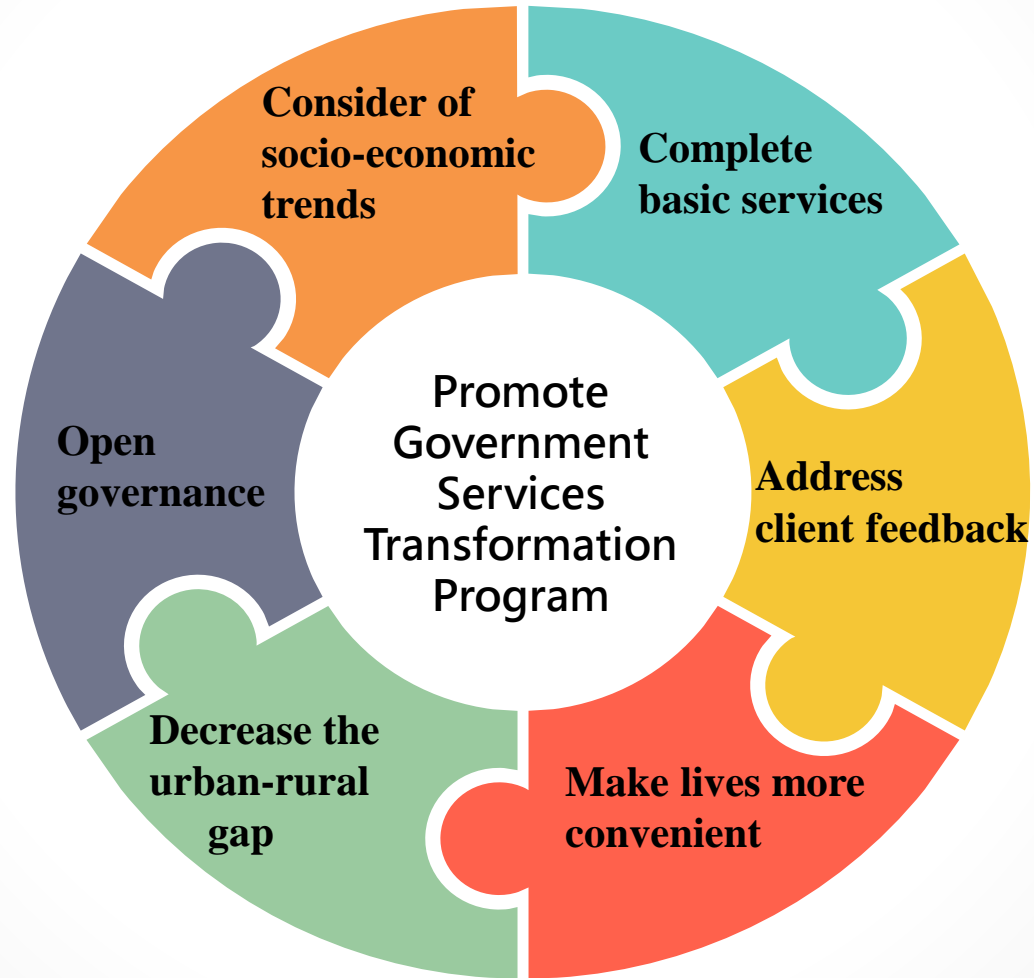 Consider of
socio-economic
trends
Complete
basic services
Address
client feedback
Make lives more
convenient
Decrease the
urban-rural
gap
Open
governance
Promote
Government
Services
Transformation
Program